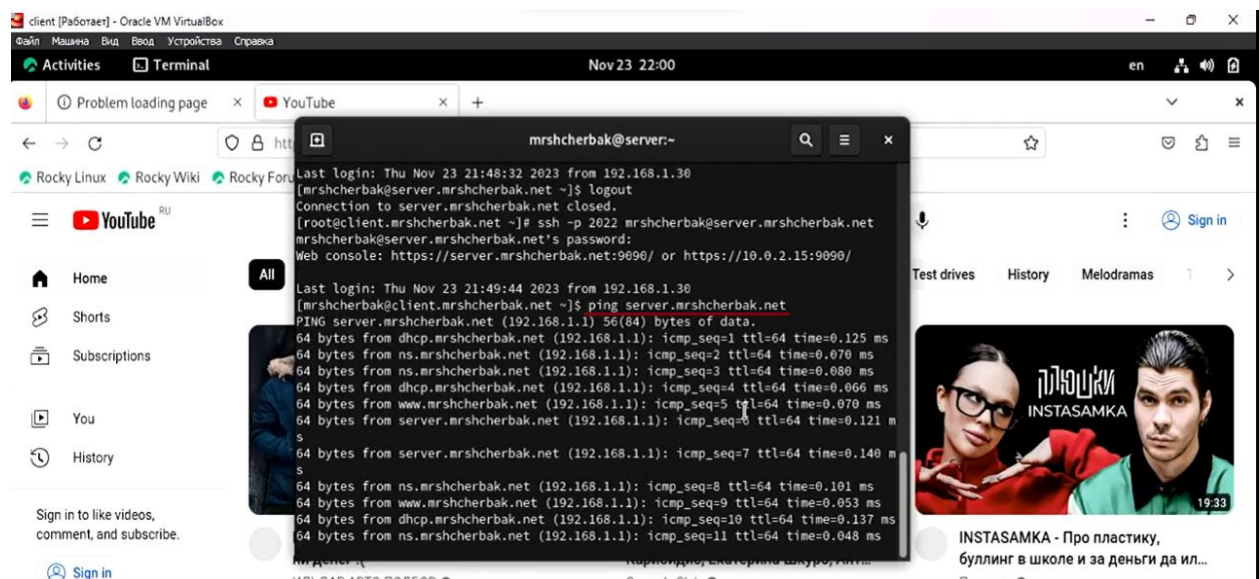 client [Работает] - Oracle VM VirtualBox
Файл Машина Вид Ввод Устройства Справка
Activities Terminal Nov 23 22:00 en
Problem loading page YouTube
htt
Rocky Linux Rocky Wiki Rocky Foru
mrshcherbak@server:~
Last login: Thu Nov 23 21:48:32 2023 from 192.168.1.30
[mrshcherbak@server.mrshcherbak.net ~]$ logout
Connection to server.mrshcherbak.net closed.
[root@client.mrshcherbak.net ~]# ssh -p 2022 mrshcherbak@server.mrshcherbak.net
mrshcherbak@server.mrshcherbak.net's password:
Web console: https://server.mrshcherbak.net:9090/ or https://10.0.2.15:9090/
Last login: Thu Nov 23 21:49:44 2023 from 192.168.1.30
[mrshcherbak@client.mrshcherbak.net ~]$ ping server.mrshcherbak.net
PING server.mrshcherbak.net (192.168.1.1) 56(84) bytes of data.
64 bytes from dhcp.mrshcherbak.net (192.168.1.1): icmp_seq=1 ttl=64 time=0.125 ms
64 bytes from ns.mrshcherbak.net (192.168.1.1): icmp_seq=2 ttl=64 time=0.070 ms
64 bytes from ns.mrshcherbak.net (192.168.1.1): icmp_seq=3 ttl=64 time=0.080 ms
64 bytes from dhcp.mrshcherbak.net (192.168.1.1): icmp_seq=4 ttl=64 time=0.066 ms
64 bytes from www.mrshcherbak.net (192.168.1.1): icmp_seq=5 ttl=64 time=0.070 ms
64 bytes from server.mrshcherbak.net (192.168.1.1): icmp_seq=6 ttl=64 time=0.121 m
s
64 bytes from server.mrshcherbak.net (192.168.1.1): icmp_seq=7 ttl=64 time=0.140 m
s
64 bytes from ns.mrshcherbak.net (192.168.1.1): icmp_seq=8 ttl=64 time=0.101 ms
64 bytes from www.mrshcherbak.net (192.168.1.1): icmp_seq=9 ttl=64 time=0.053 ms
64 bytes from dhcp.mrshcherbak.net (192.168.1.1): icmp_seq=10 ttl=64 time=0.137 ms
64 bytes from ns.mrshcherbak.net (192.168.1.1): icmp_seq=11 ttl=64 time=0.048 ms
YouTube RU
Sign in
Home
Shorts
Subscriptions
You
History
Sign in to like videos,
comment, and subscribe.
Sign in
All
Test drives History Melodramas
ПЛЮШКИ
INSTASAMKA
19:33
INSTASAMKA - Про пластику,
буллинг в школе и за деньги да ил...